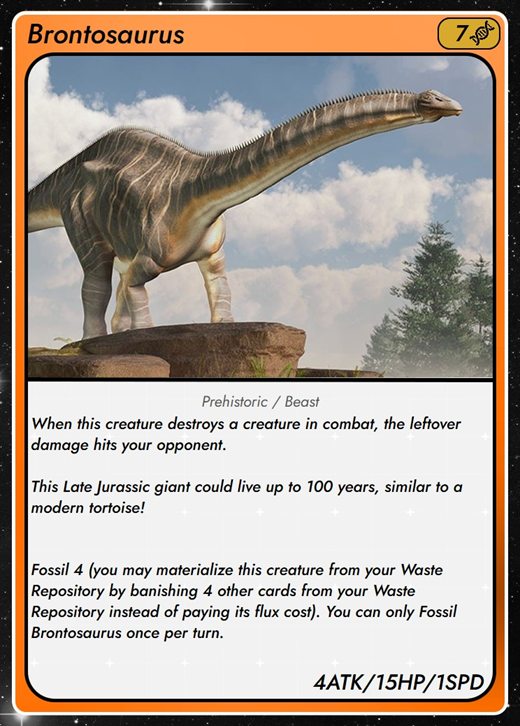 Brontosaurus
7
Prehistoric / Beast
When this creature destroys a creature in combat, the leftover
damage hits your opponent.
This Late Jurassic giant could live up to 100 years, similar to a
modern tortoise!
Fossil 4 (you may materialize this creature from your Waste
Repository by banishing 4 other cards from your Waste
Repository instead of paying its flux cost). You can only Fossil
Brontosaurus once per turn.
4ATK/15HP/1SPD